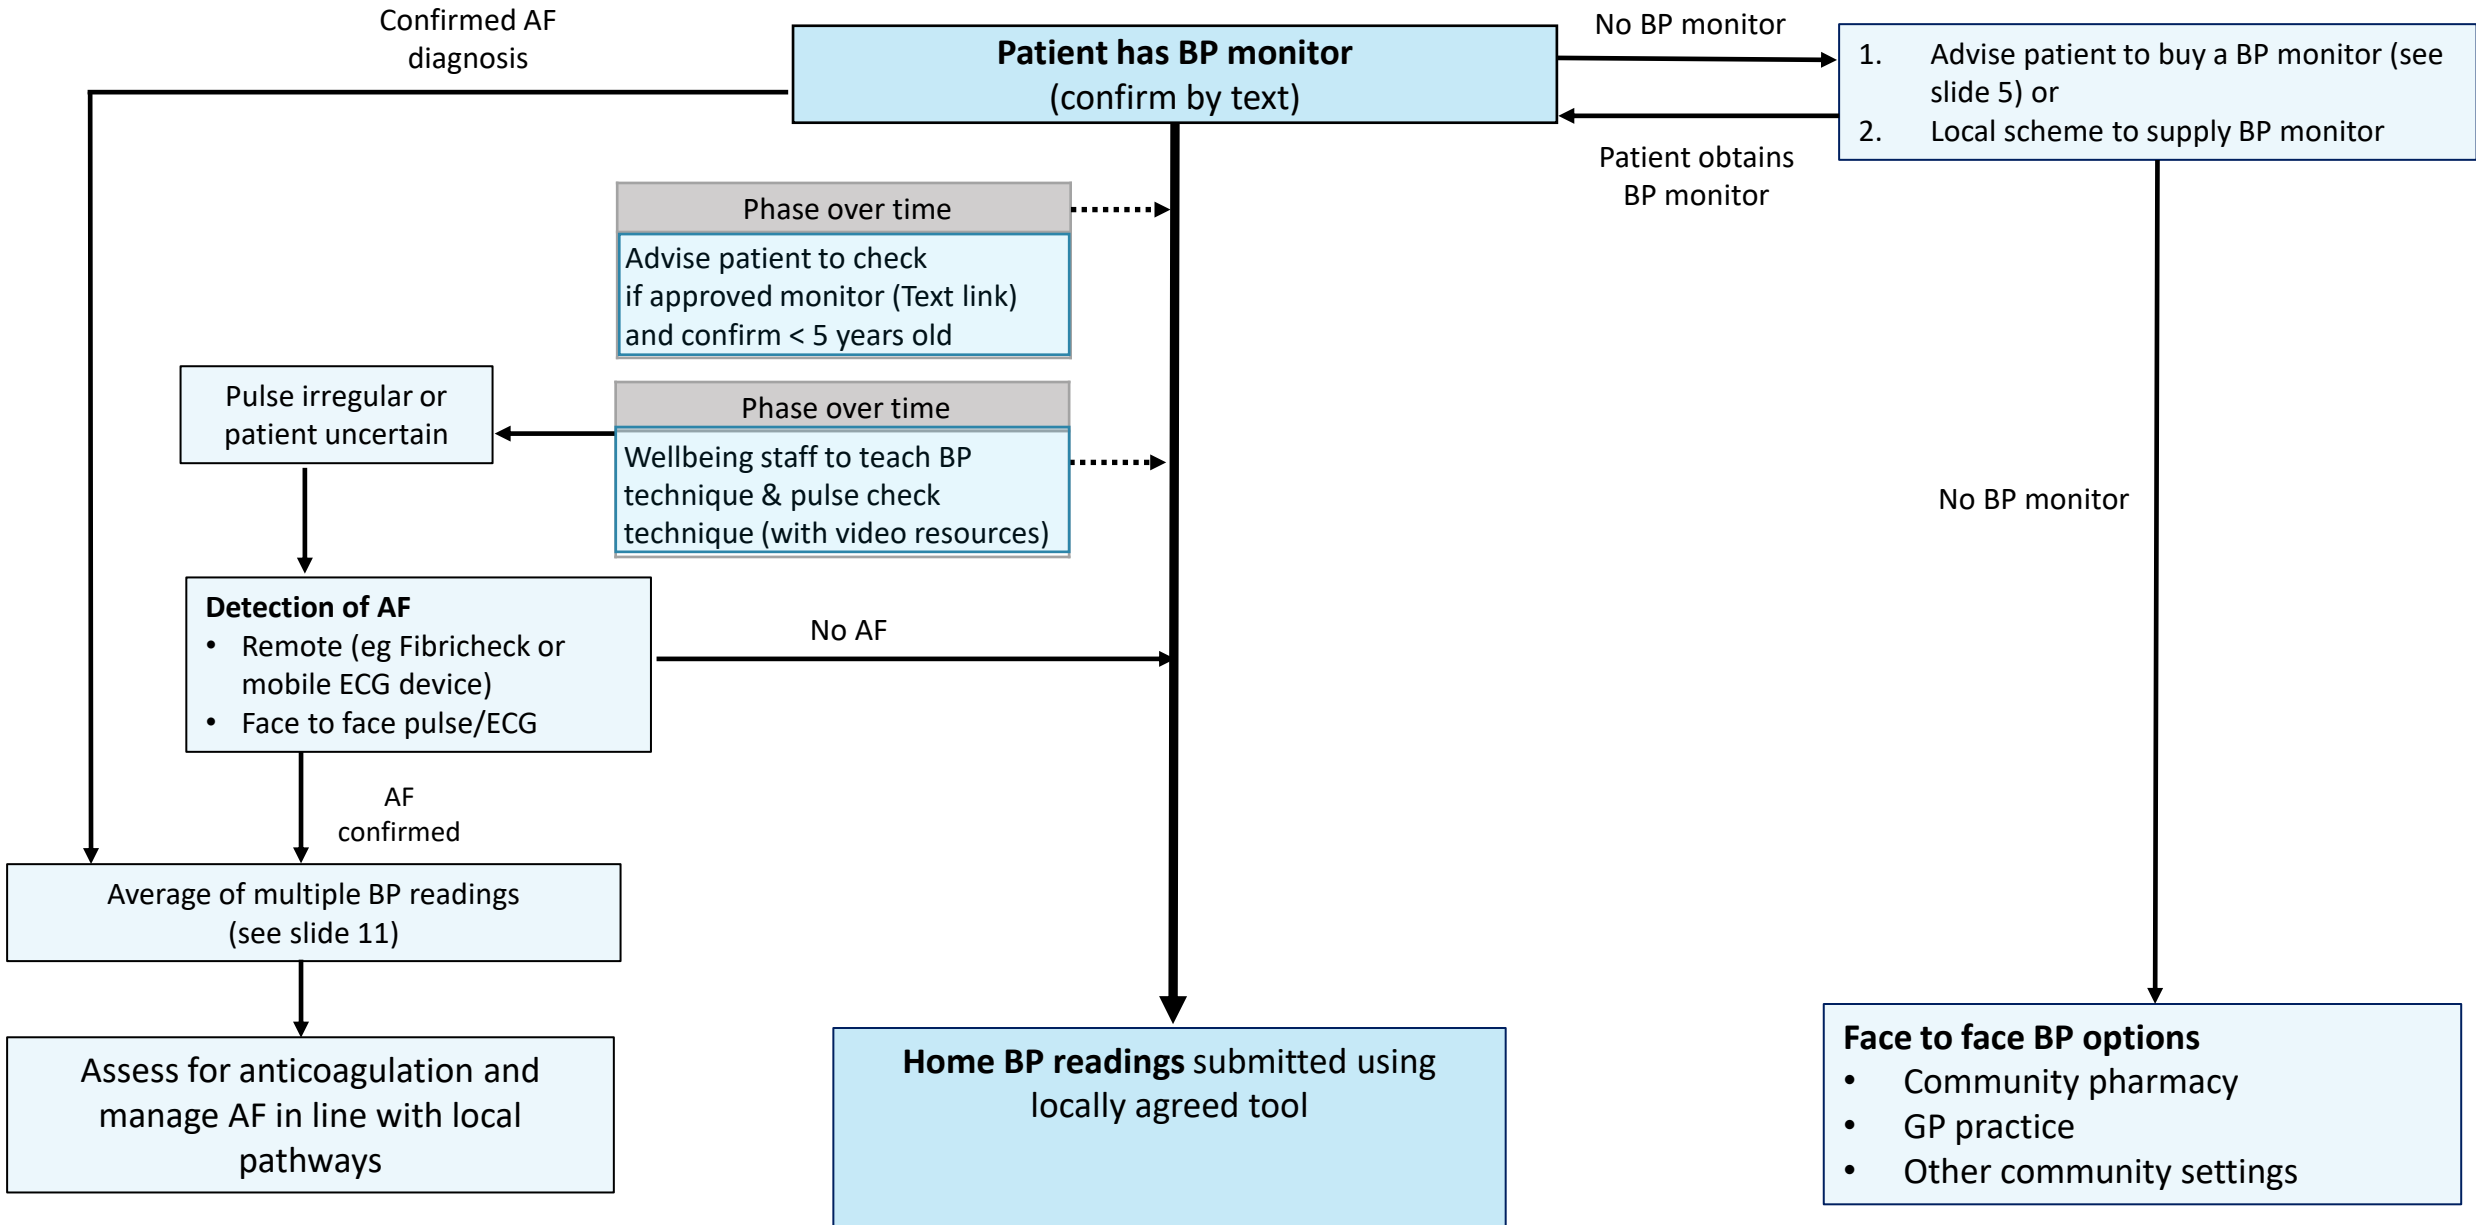 Confirmed AF
diagnosis
Patient has BP monitor
(confirm by text)
No BP monitor
1. Advise patient to buy a BP monitor (see
slide 5) or
2. Local scheme to supply BP monitor
Patient obtains
BP monitor
Phase over time
Advise patient to check
if approved monitor (Text link)
and confirm < 5 years old
Pulse irregular or
patient uncertain
Phase over time
Wellbeing staff to teach BP
technique & pulse check
technique (with video resources)
No BP monitor
Detection of AF
• Remote (eg Fibricheck or
mobile ECG device)
• Face to face pulse/ECG
No AF
AF
confirmed
Average of multiple BP readings
(see slide 11)
Assess for anticoagulation and
manage AF in line with local
pathways
Home BP readings submitted using
locally agreed tool
Face to face BP options
• Community pharmacy
• GP practice
• Other community settings